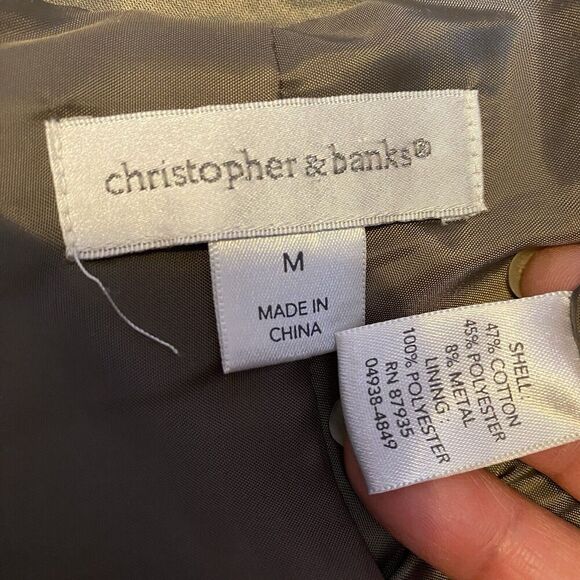 christopher & banks®
M
MADE IN
CHINA
SHELL:
47% COTTON
45% POLYESTER
8% METAL
LINING:
100% POLYESTER
RN 87935
04938-4849